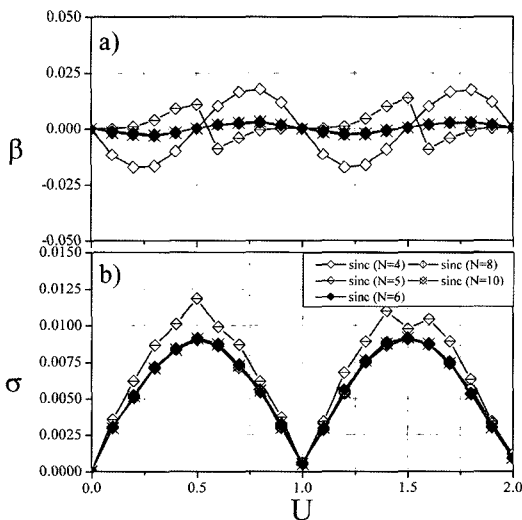 0.050
a)
0.025
0.000
β
-0.025
-0.050
b)
0.0150
sinc (N=4) sinc (N=8)
0.0125
sinc (N=5) sinc (N=10)
sinc (N=6)
0.0100
0.0075
σ
0.0050
0.0025
0.0000
0.0 0.5 1.0 1.5 2.0
U